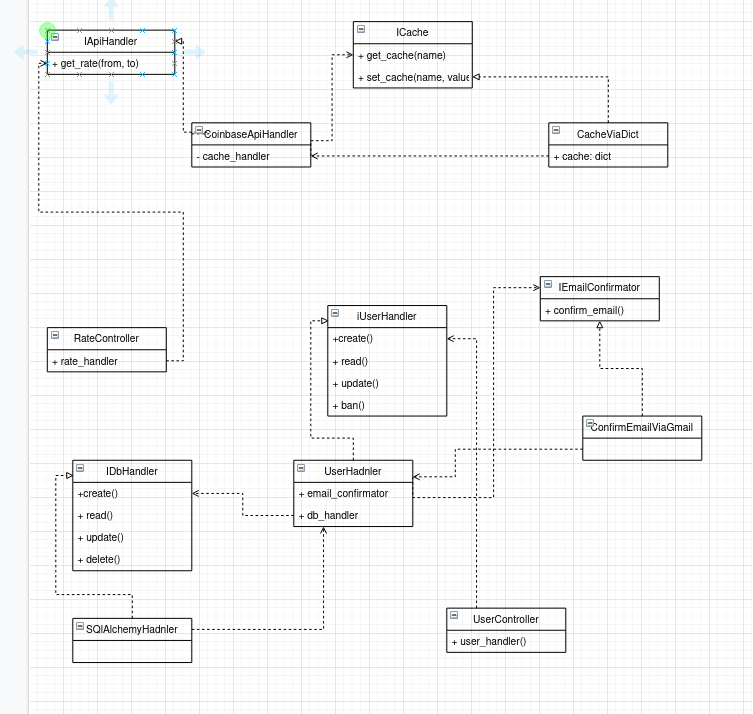 ICache
IApiHandler
+ get_cache(name)
+ get_rate(from, to)
+ set_cache(name, value
CoinbaseApiHandler
CacheViaDict
- cache_handler
+ cache: dict
IEmailConfirmator
+ confirm_email()
iUserHandler
RateController
+create()
+ rate_handler
+ read()
+ update()
+ ban()
ConfirmEmailViaGmail
IDbHandler
UserHadnler
+create()
+ email_confirmator
+ read()
+ db_handler
+ update()
+ delete()
UserController
SQlAlchemyHadnler
+ user_handler()